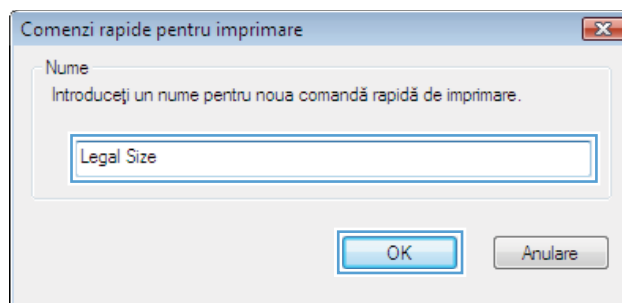 Comenzi rapide pentru imprimare
Nume
Introduceţi un nume pentru noua comandă rapidă de imprimare.
Legal Size
OK
Anulare